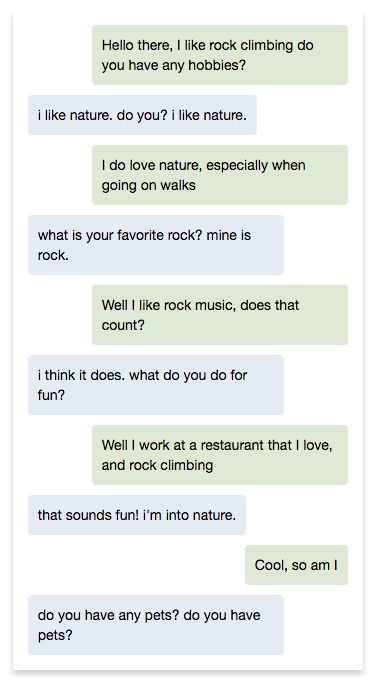 Hello there, I like rock climbing do
you have any hobbies?
i like nature. do you? i like nature.
I do love nature, especially when
going on walks
what is your favorite rock? mine is
rock.
Well I like rock music, does that
count?
i think it does. what do you do for
fun?
Well I work at a restaurant that I love,
and rock climbing
that sounds fun! i'm into nature.
Cool, so am I
do you have any pets? do you have
pets?